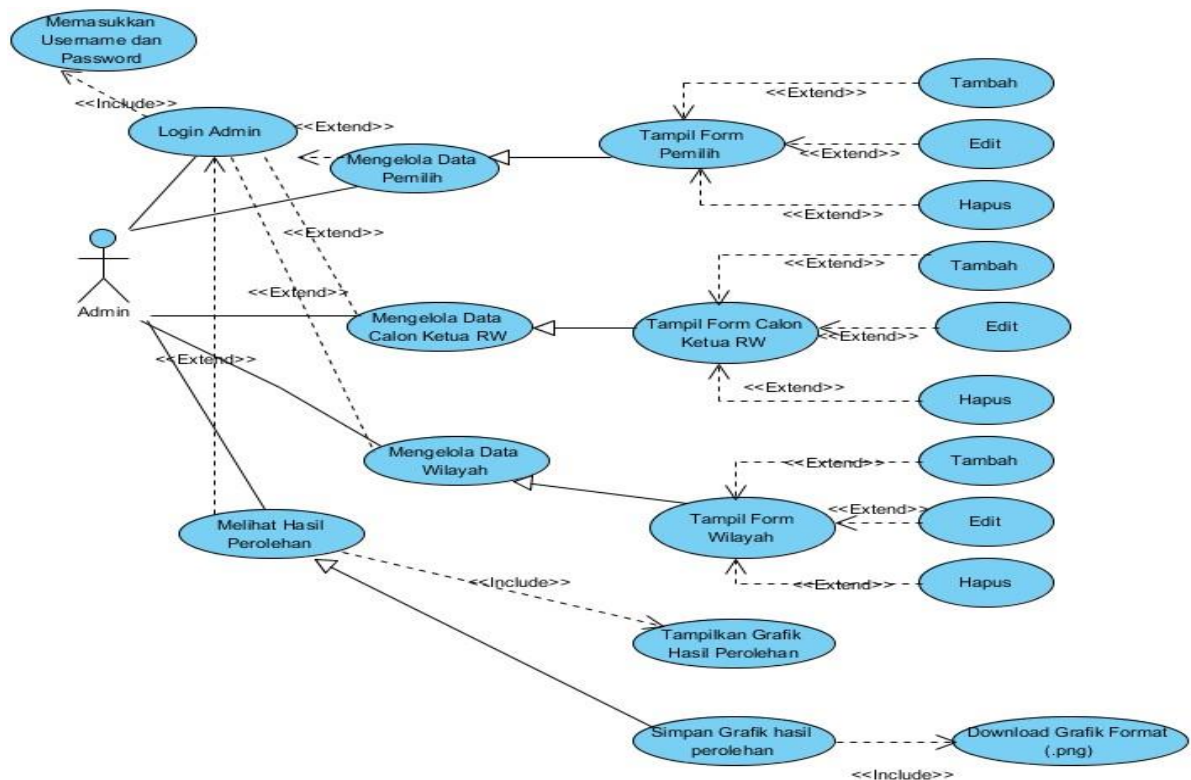 Memasukkan
Username dan
Password
<<Include>>
Login Admin
<<Extend>>
Mengelola Data
Pemilih
Tampil Form
Pemilih
<<Extend>>
Tambah
<<Extend>>
Edit
<<Extend>>
Hapus
<<Extend>>
Admin
<<Extend>>
Mengelola Data
Calon Ketua RW
Tampil Form Calon
Ketua RW
<<Extend>>
Tambah
<<Extend>>
Edit
<<Extend>>
Hapus
<<Extend>>
Mengelola Data
Wilayah
Tampil Form
Wilayah
<<Extend>>
Tambah
<<Extend>>
Edit
<<Extend>>
Hapus
Melihat Hasil
Perolehan
<<Include>>
Tampilkan Grafik
Hasil Perolehan
Simpan Grafik hasil
perolehan
Download Grafik Format
(.png)
<<Include>>